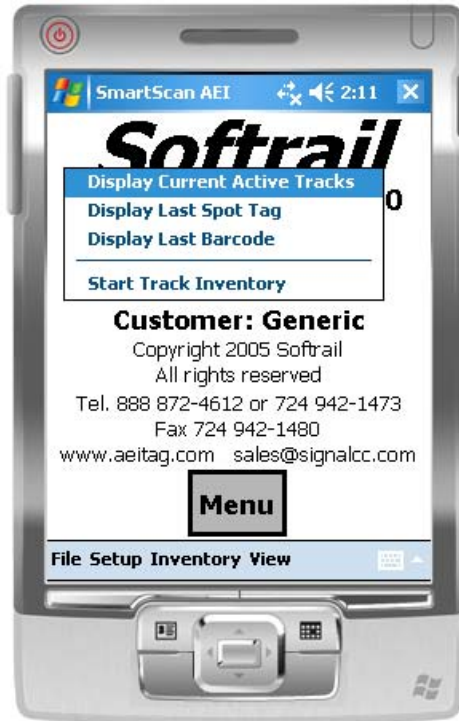 SmartScan AEI 2:11
Softrail
Display Current Active Tracks
0
Display Last Spot Tag
Display Last Barcode
Start Track Inventory
Customer: Generic
Copyright 2005 Softrail
All rights reserved
Tel. 888 872-4612 or 724 942-1473
Fax 724 942-1480
www.aeitag.com sales@signalcc.com
Menu
File Setup Inventory View